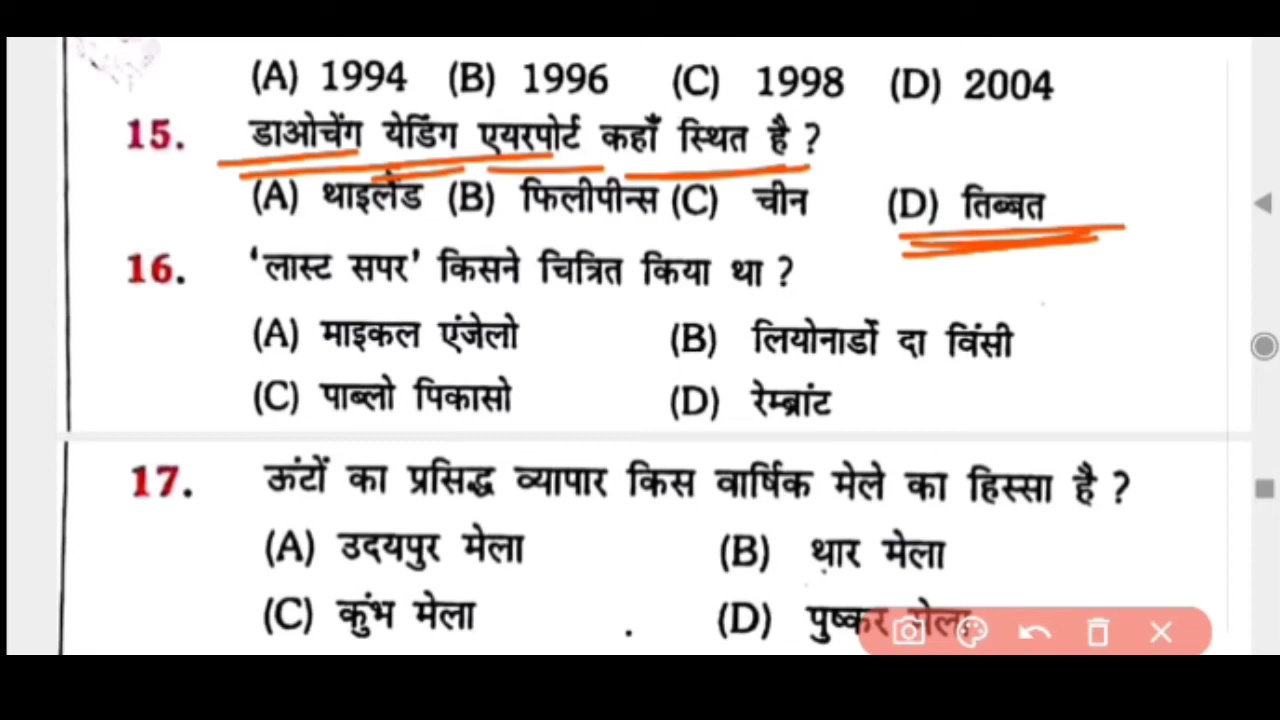 (A) 1994 (B) 1996 (C) 1998 (D) 2004
15. डाओचेंग येडिंग एयरपोर्ट कहाँ स्थित है ?
(A) थाइलैंड (B) फिलीपीन्स (C) चीन (D) तिब्बत
16. 'लास्ट सपर' किसने चित्रित किया था ?
(A) माइकल एंजेलो (B) लियोनार्डो दा विंसी
(C) पाब्लो पिकासो (D) रेम्ब्रांट
17. ऊंटों का प्रसिद्ध व्यापार किस वार्षिक मेले का हिस्सा है ?
(A) उदयपुर मेला (B) थार मेला
(C) कुंभ मेला (D) पुष्कर मेला